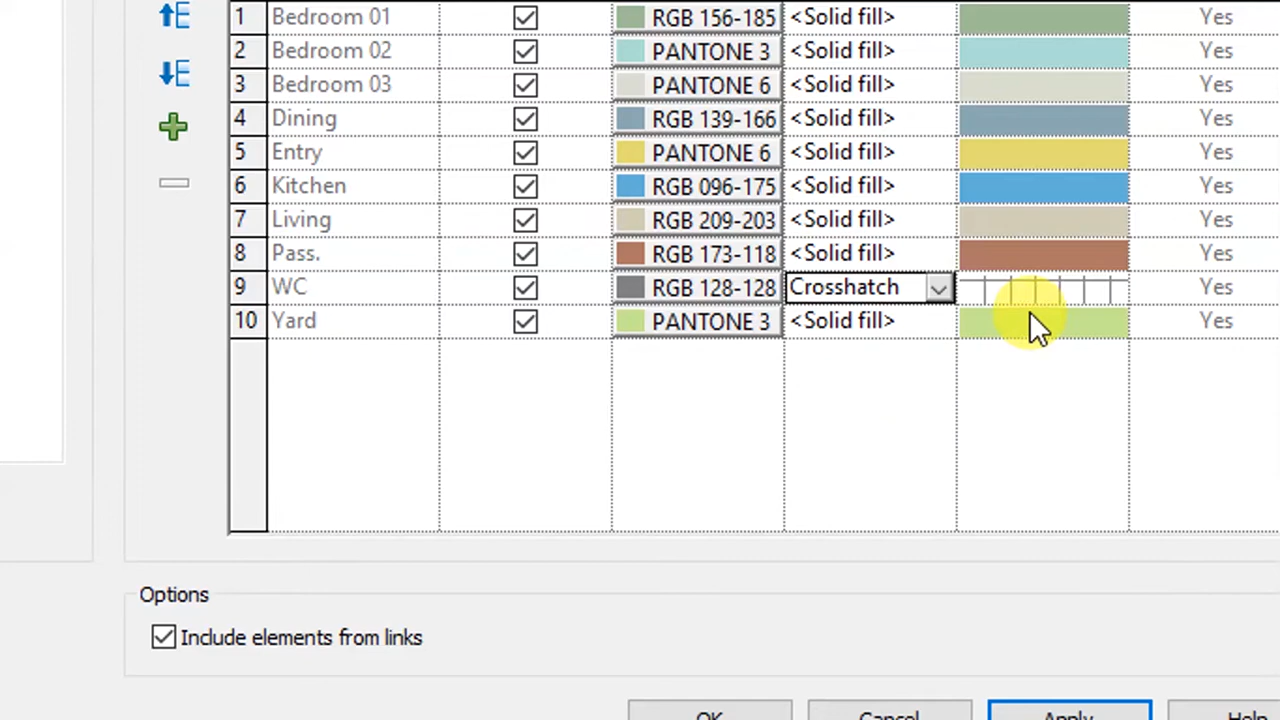 1 Bedroom 01 RGB 156-185 <Solid fill> Yes
2 Bedroom 02 PANTONE 3 <Solid fill> Yes
3 Bedroom 03 PANTONE 6 <Solid fill> Yes
4 Dining RGB 139-166 <Solid fill> Yes
5 Entry PANTONE 6 <Solid fill> Yes
6 Kitchen RGB 096-175 <Solid fill> Yes
7 Living RGB 209-203 <Solid fill> Yes
8 Pass. RGB 173-118 <Solid fill> Yes
9 WC RGB 128-128 Crosshatch Yes
10 Yard PANTONE 3 <Solid fill> Yes
Options
Include elements from links
OK Cancel Apply Help